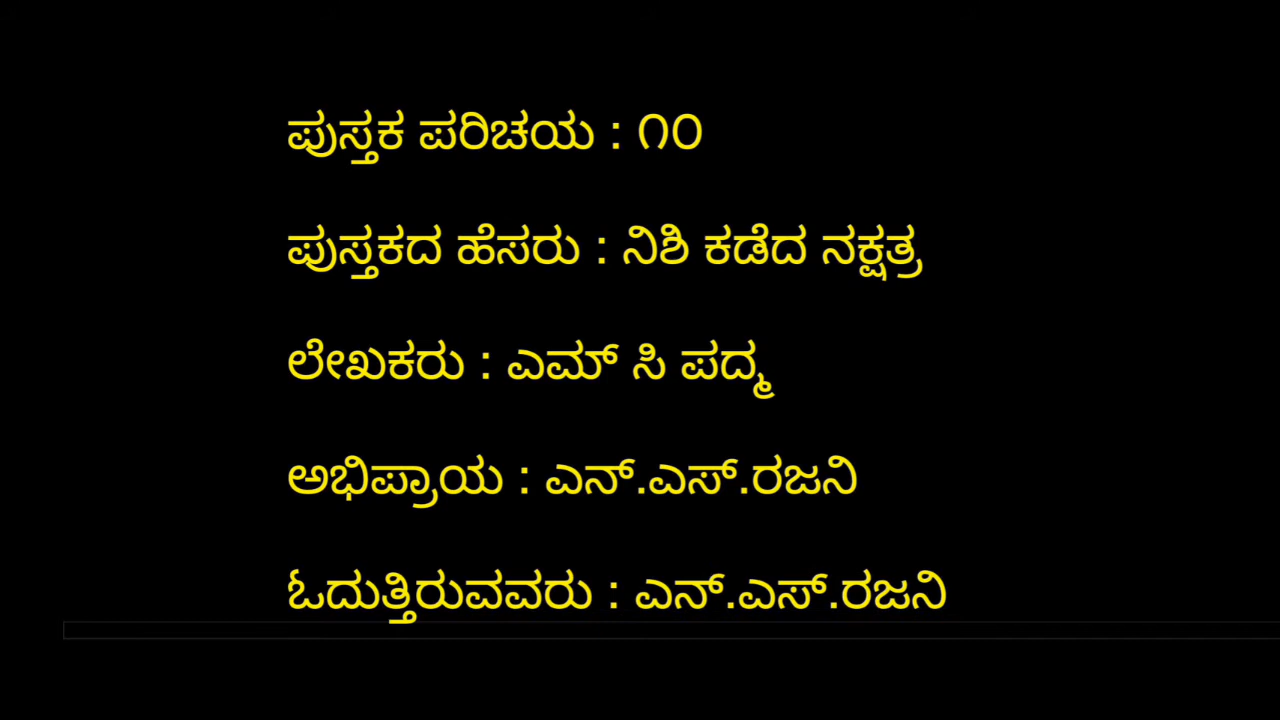 ಪುಸ್ತಕ ಪರಿಚಯ : ೧೦
ಪುಸ್ತಕದ ಹೆಸರು : ನಿಶಿ ಕಡೆದ ನಕ್ಷತ್ರ
ಲೇಖಕರು : ಎಮ್ ಸಿ ಪದ್ಮ
ಅಭಿಪ್ರಾಯ : ಎನ್.ಎಸ್.ರಜನಿ
ಓದುತ್ತಿರುವವರು : ಎನ್.ಎಸ್.ರಜನಿ